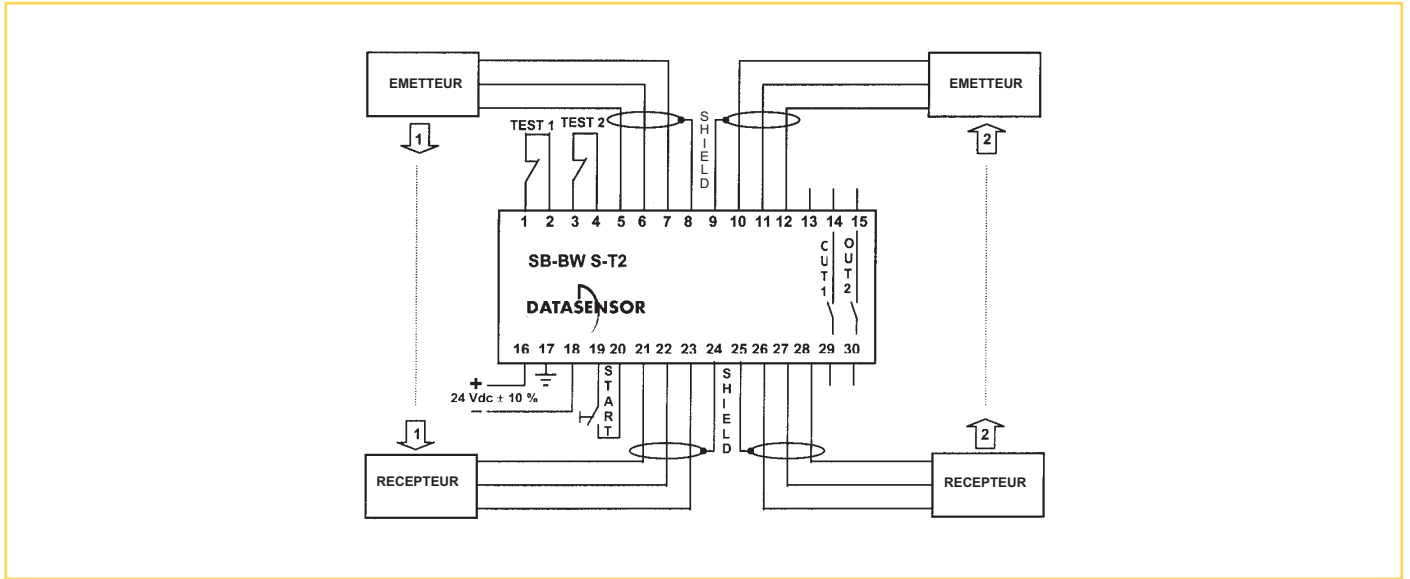 EMETTEUR
EMETTEUR
TEST 1 TEST 2
SHIELD
1
2
1 2 3 4 5 6 7 8 9 10 11 12 13 14 15
SB-BW S-T2
OUT1
OUT2
DATASENSOR
16 17 18 19 20 21 22 23 24 25 26 27 28 29 30
+
24 Vdc ± 10 %
−
START
SHIELD
1
2
RECEPTEUR
RECEPTEUR